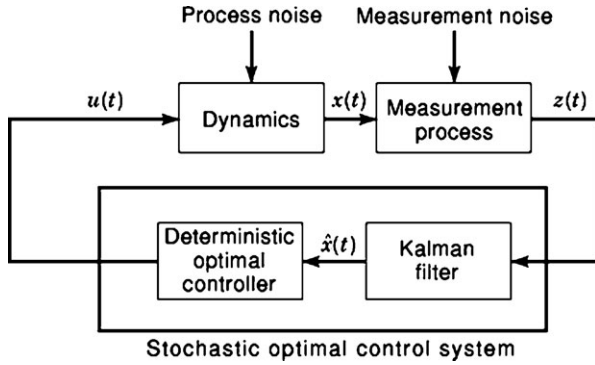 Process noise
Measurement noise
u(t)
Dynamics
x(t)
Measurement
process
z(t)
Deterministic
optimal
controller
x̂(t)
Kalman
filter
Stochastic optimal control system